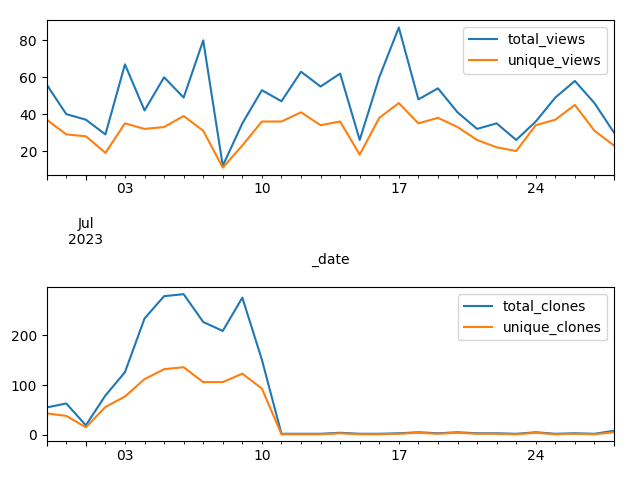 total_views
unique_views
80
60
40
20
03 10 17 24
Jul
2023
_date
total_clones
unique_clones
200
100
0
03 10 17 24